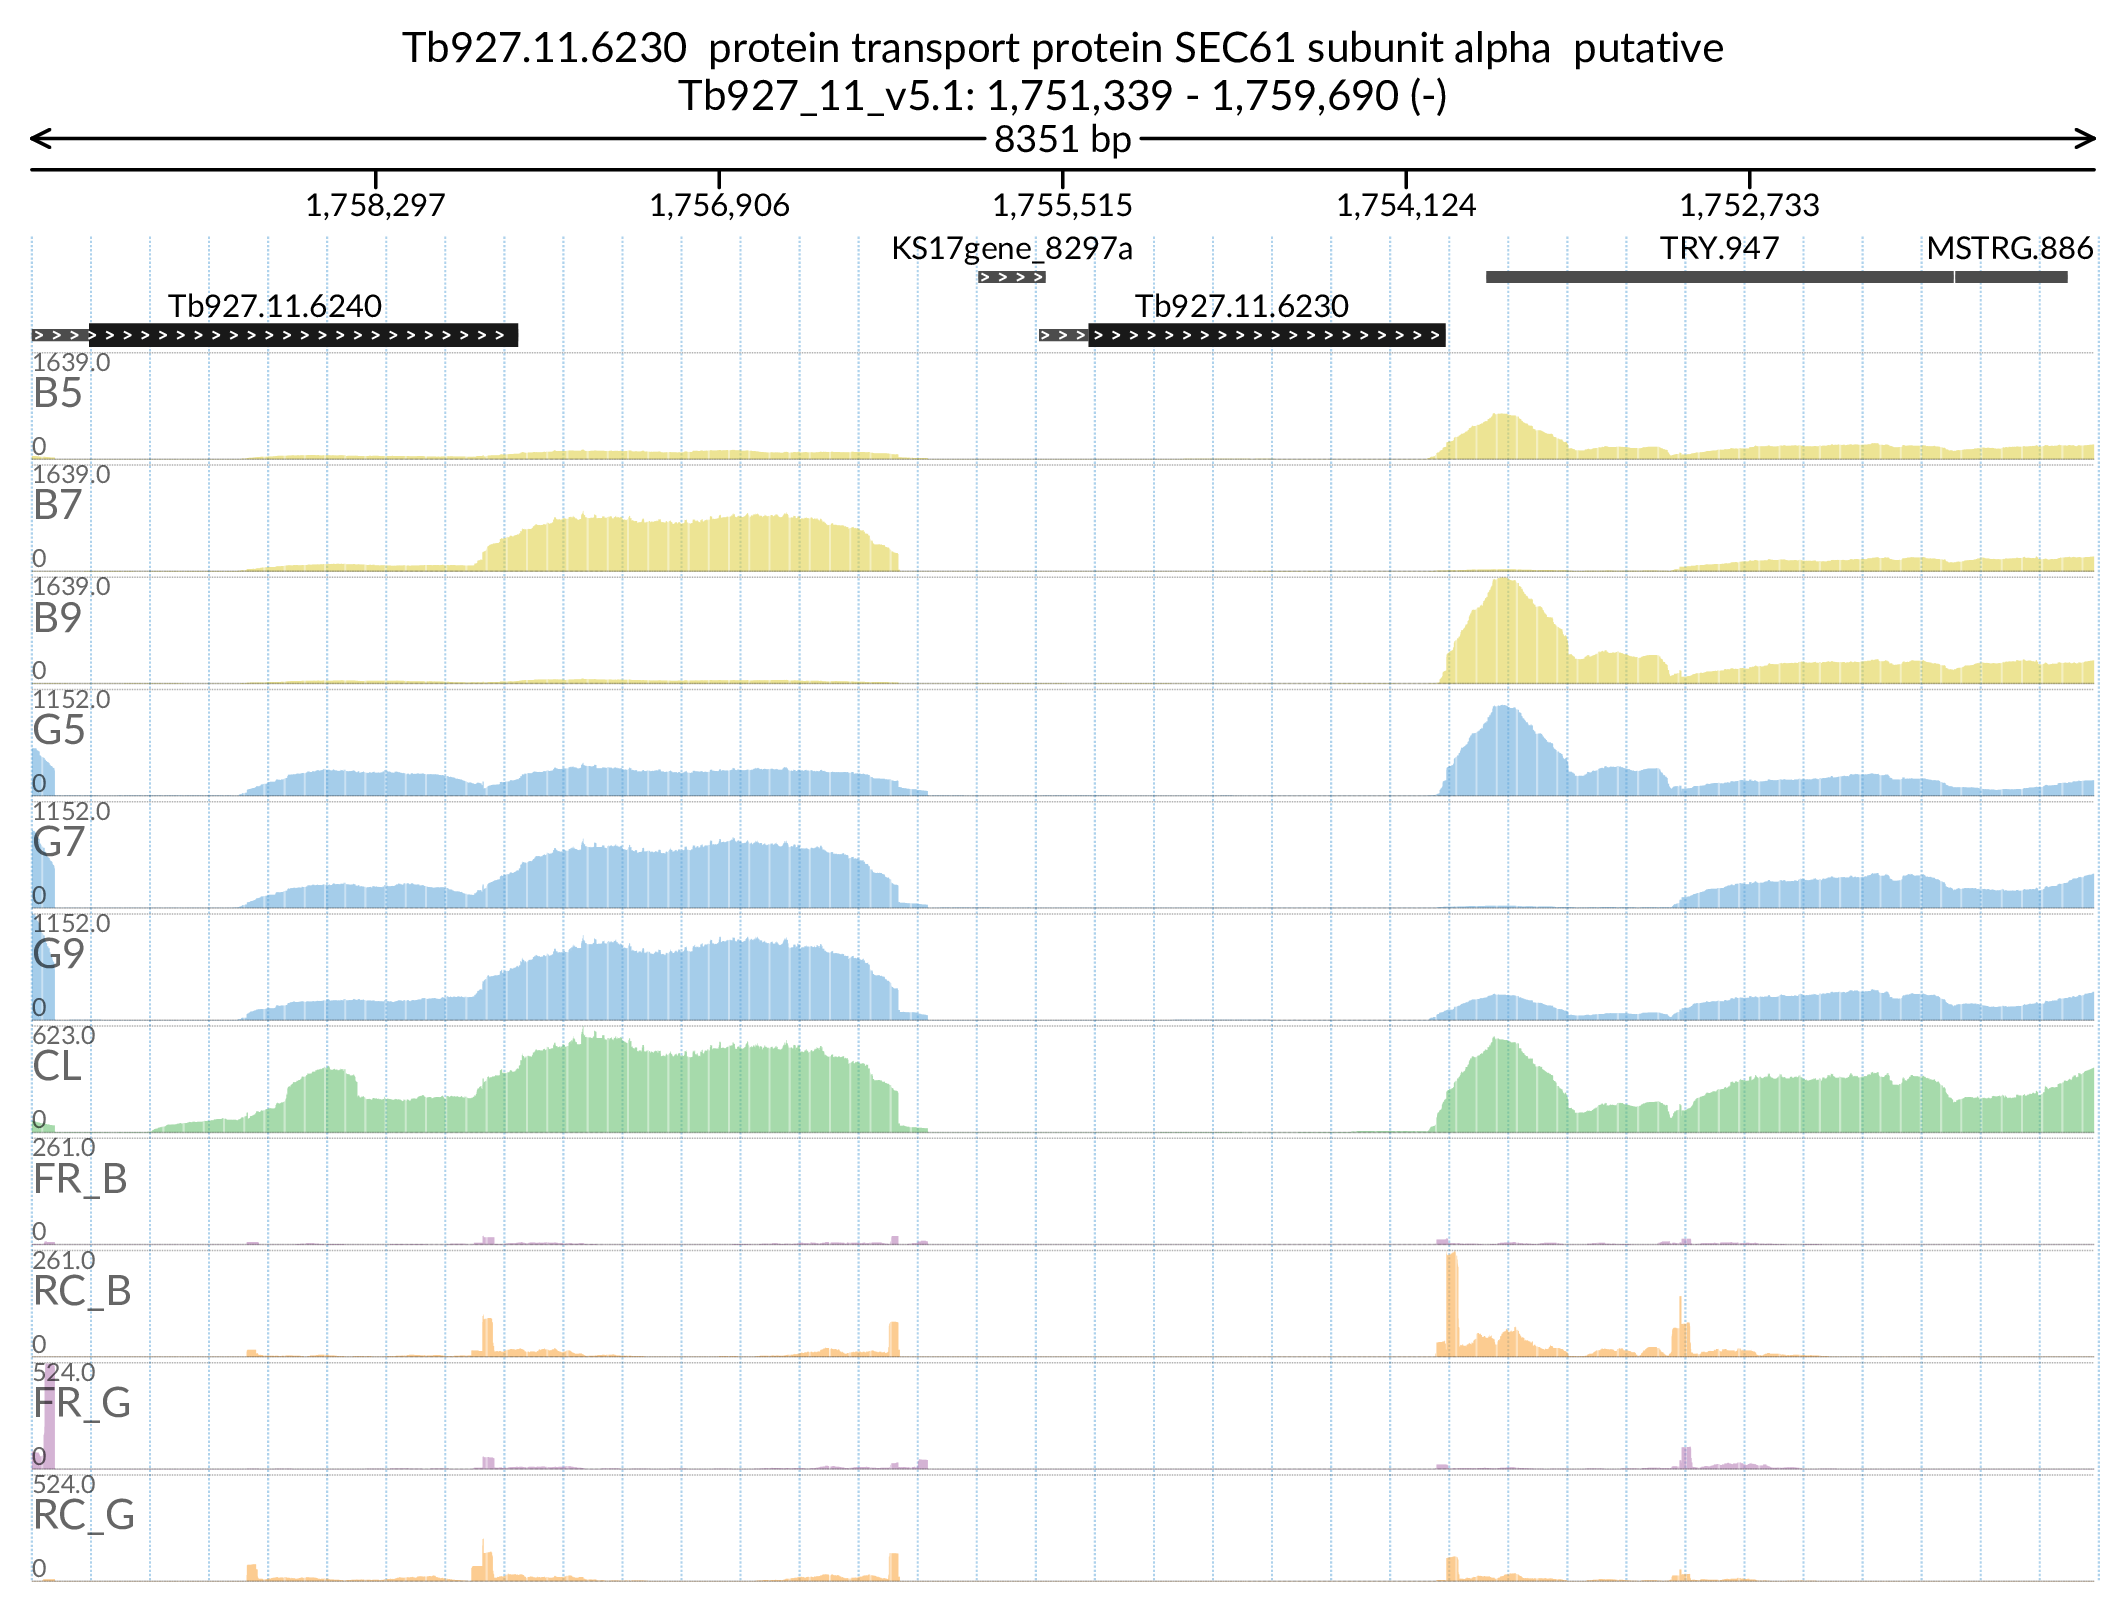 Tb927.11.6230  protein transport protein SEC61 subunit alpha  putative
Tb927_11_v5.1: 1,751,339 - 1,759,690 (-)
8351 bp
1,758,297 1,756,906 1,755,515 1,754,124 1,752,733
KS17gene_8297a TRY.947 MSTRG.886
Tb927.11.6240 Tb927.11.6230
1639.0
B5
0
1639.0
B7
0
1639.0
B9
0
1152.0
G5
0
1152.0
G7
0
1152.0
G9
0
623.0
CL
0
261.0
FR_B
0
261.0
RC_B
0
524.0
FR_G
0
524.0
RC_G
0